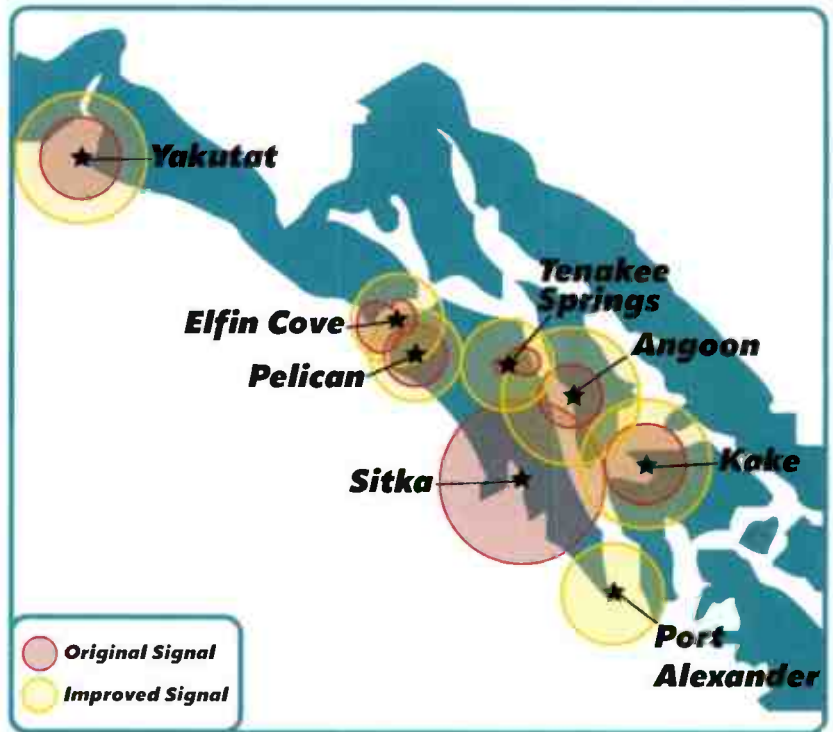 Yakutat
Tenakee
Springs
Elfin Cove
Angoon
Pelican
Kake
Sitka
Port
Alexander
Original Signal
Improved Signal